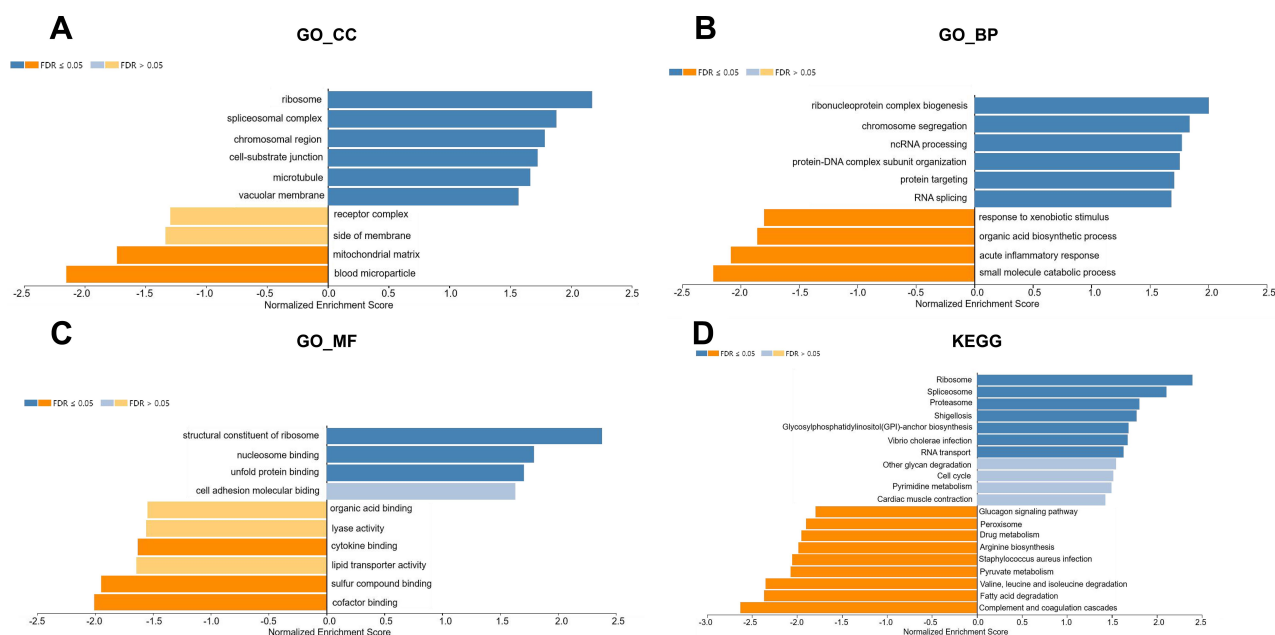 A
GO_CC
FDR ≤ 0.05
FDR > 0.05
ribosome
spliceosomal complex
chromosomal region
cell-substrate junction
microtubule
vacuolar membrane
receptor complex
side of membrane
mitochondrial matrix
blood microparticle
-2.5 -2.0 -1.5 -1.0 -0.5 0.0 0.5 1.0 1.5 2.0 2.5
Normalized Enrichment Score
B
GO_BP
FDR ≤ 0.05
FDR > 0.05
ribonucleoprotein complex biogenesis
chromosome segregation
ncRNA processing
protein-DNA complex subunit organization
protein targeting
RNA splicing
response to xenobiotic stimulus
organic acid biosynthetic process
acute inflammatory response
small molecule catabolic process
-2.5 -2.0 -1.5 -1.0 -0.5 0.0 0.5 1.0 1.5 2.0 2.5
Normalized Enrichment Score
C
GO_MF
FDR ≤ 0.05
FDR > 0.05
structural constituent of ribosome
nucleosome binding
unfold protein binding
cell adhesion molecular biding
organic acid binding
lyase activity
cytokine binding
lipid transporter activity
sulfur compound binding
cofactor binding
-2.5 -2.0 -1.5 -1.0 -0.5 0.0 0.5 1.0 1.5 2.0 2.5
Normalized Enrichment Score
D
KEGG
FDR ≤ 0.05
FDR > 0.05
Ribosome
Spliceosome
Proteasome
Shigellosis
Glycosylphosphatidylinositol(GPI)-anchor biosynthesis
Vibrio cholerae infection
RNA transport
Other glycan degradation
Cell cycle
Pyrimidine metabolism
Cardiac muscle contraction
Glucagon signaling pathway
Peroxisome
Drug metabolism
Arginine biosynthesis
Staphylococcus aureus infection
Pyruvate metabolism
Valine, leucine and isoleucine degradation
Fatty acid degradation
Complement and coagulation cascades
-3.0 -2.5 -2.0 -1.5 -1.0 -0.5 0.0 0.5 1.0 1.5 2.0 2.5
Normalized Enrichment Score